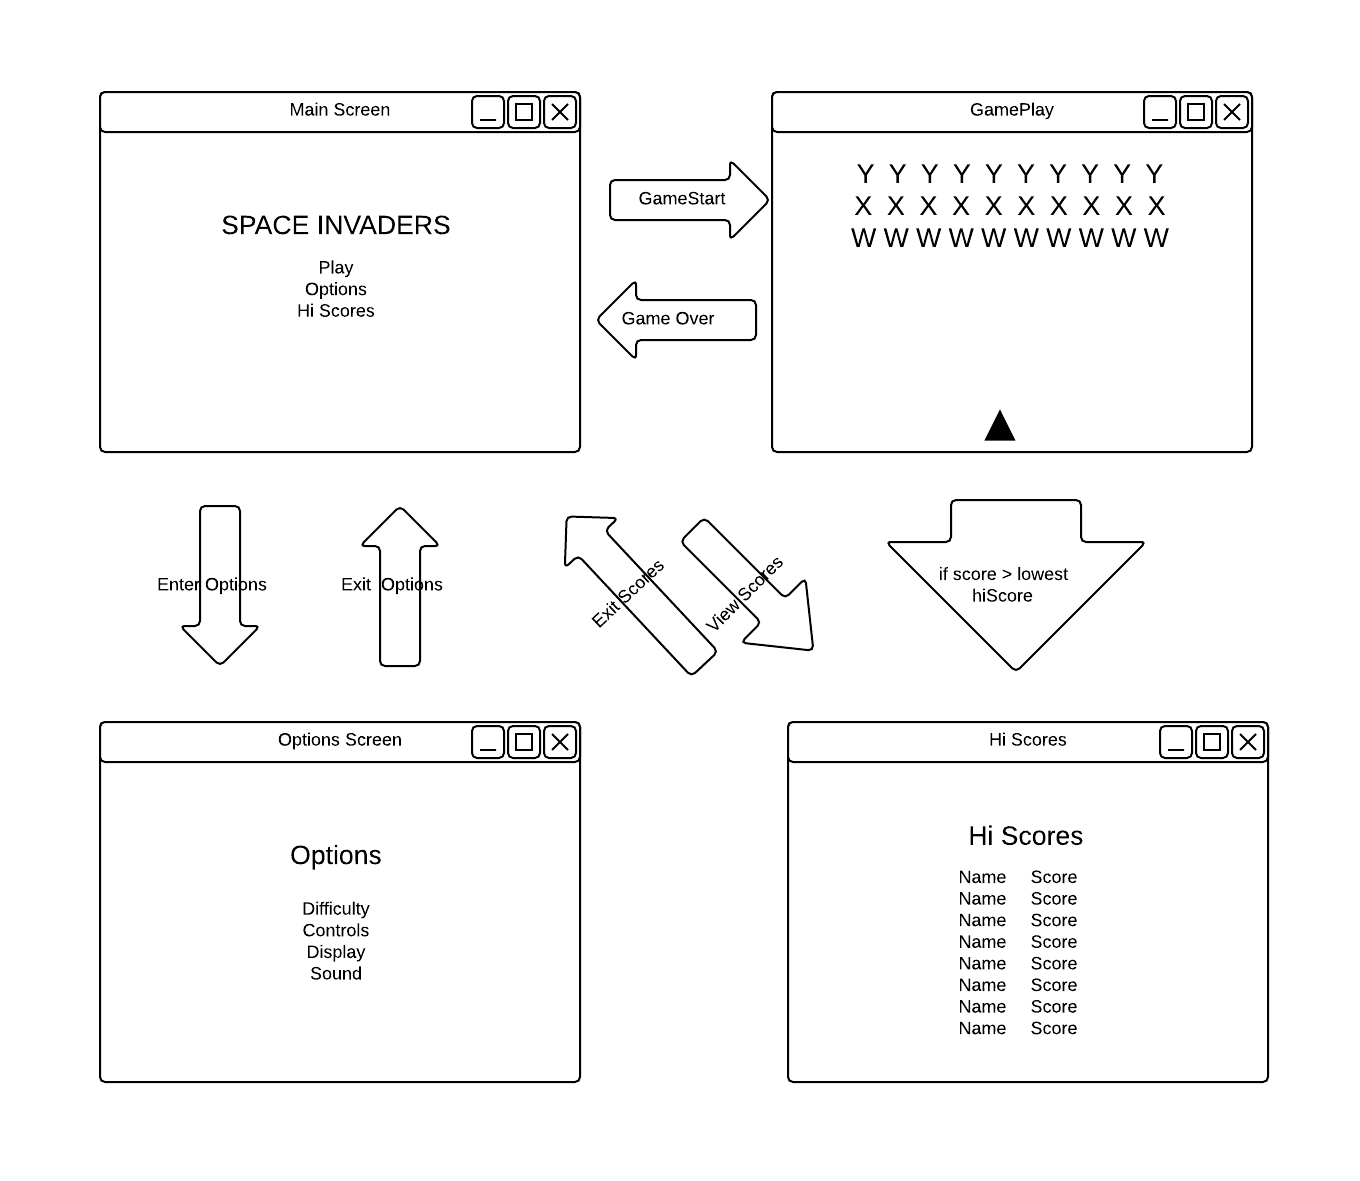 Main Screen
SPACE INVADERS
Play
Options
Hi Scores
GameStart
Game Over
GamePlay
Y Y Y Y Y Y Y Y Y Y
X X X X X X X X X X
W W W W W W W W W W
Enter Options
Exit Options
Exit Scores
View Scores
if score > lowest
hiScore
Options Screen
Options
Difficulty
Controls
Display
Sound
Hi Scores
Hi Scores
Name Score
Name Score
Name Score
Name Score
Name Score
Name Score
Name Score
Name Score